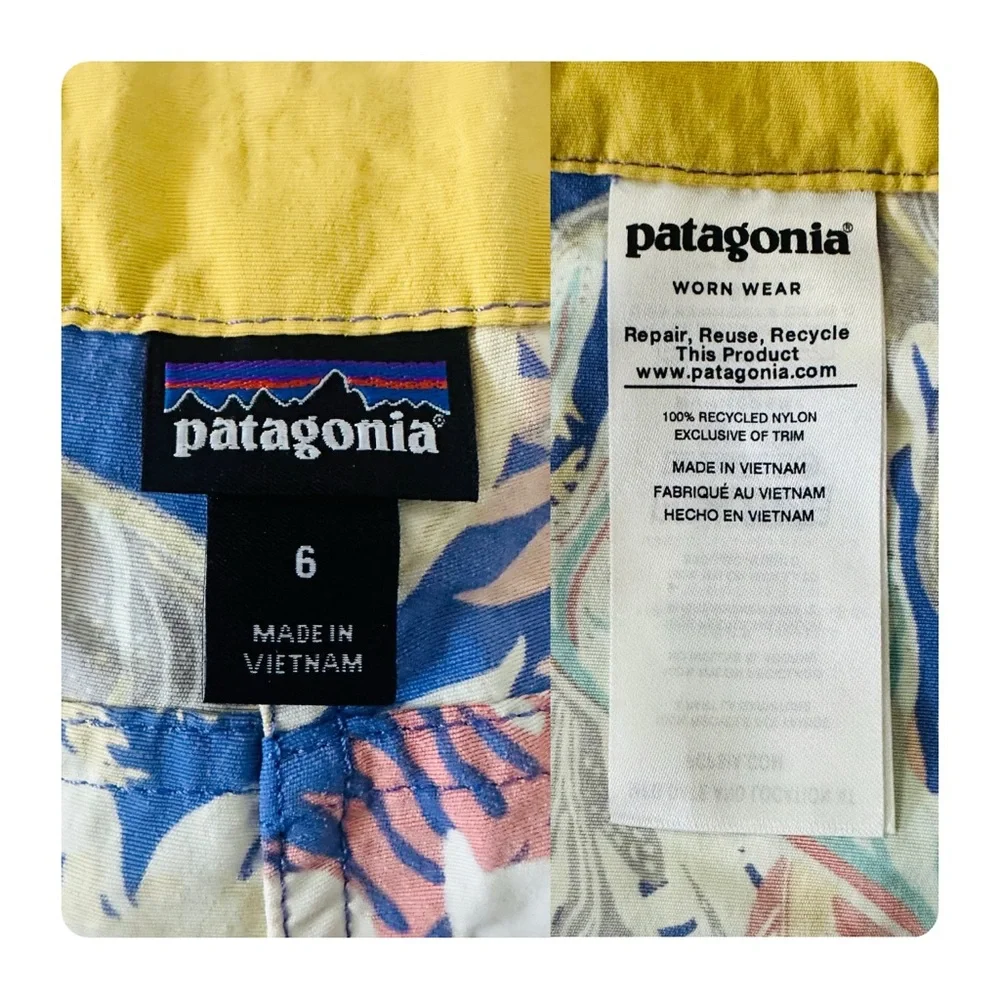 patagonia®
6
MADE IN
VIETNAM
patagonia®
WORN WEAR
Repair, Reuse, Recycle
This Product
www.patagonia.com
100% RECYCLED NYLON
EXCLUSIVE OF TRIM
MADE IN VIETNAM
FABRIQUÉ AU VIETNAM
HECHO EN VIETNAM